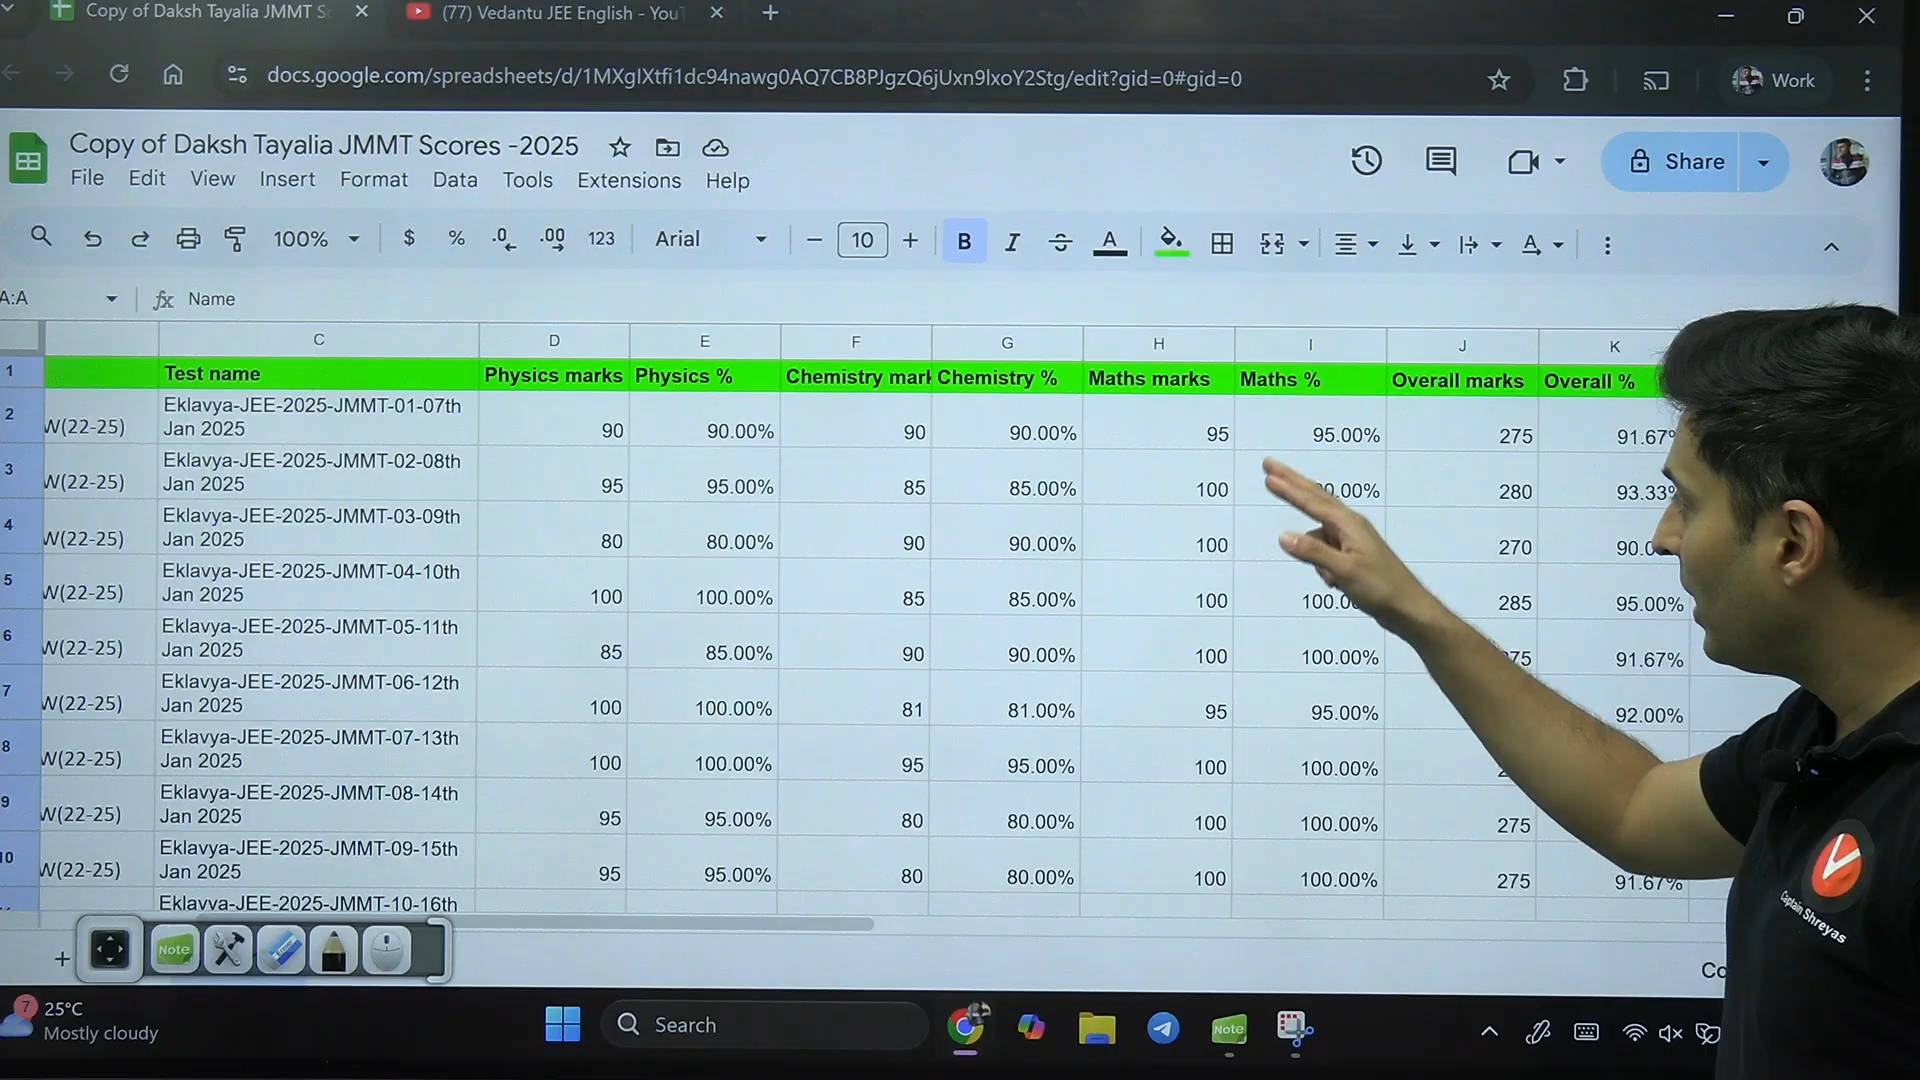 Copy of Daksh Tayalia JMMT S
(77) Vedantu JEE English - You
docs.google.com/spreadsheets/d/1MXgIXtfi1dc94nawg0AQ7CB8PJgzQ6jUxn9lxoY2Stg/edit?gid=0#gid=0
Work
Copy of Daksh Tayalia JMMT Scores -2025
File Edit View Insert Format Data Tools Extensions Help
Share
100% $ % .0 .00 123 Arial 10 B I A
A:A fx Name
C D E F G H I J K
1 Test name Physics marks Physics % Chemistry mark Chemistry % Maths marks Maths % Overall marks Overall %
2 W(22-25) Eklavya-JEE-2025-JMMT-01-07th Jan 2025 90 90.00% 90 90.00% 95 95.00% 275 91.67%
3 W(22-25) Eklavya-JEE-2025-JMMT-02-08th Jan 2025 95 95.00% 85 85.00% 100 280 93.33%
4 W(22-25) Eklavya-JEE-2025-JMMT-03-09th Jan 2025 80 80.00% 90 90.00% 100 270 90.0
5 W(22-25) Eklavya-JEE-2025-JMMT-04-10th Jan 2025 100 100.00% 85 85.00% 100 100.0 285 95.00%
6 W(22-25) Eklavya-JEE-2025-JMMT-05-11th Jan 2025 85 85.00% 90 90.00% 100 100.00% 75 91.67%
7 W(22-25) Eklavya-JEE-2025-JMMT-06-12th Jan 2025 100 100.00% 81 81.00% 95 95.00% 92.00%
8 W(22-25) Eklavya-JEE-2025-JMMT-07-13th Jan 2025 100 100.00% 95 95.00% 100 100.00%
9 W(22-25) Eklavya-JEE-2025-JMMT-08-14th Jan 2025 95 95.00% 80 80.00% 100 100.00% 275
10 W(22-25) Eklavya-JEE-2025-JMMT-09-15th Jan 2025 95 95.00% 80 80.00% 100 100.00% 275 91.67%
Eklavya-JEE-2025-JMMT-10-16th
Note
Captain Shreyas
7 25°C
Mostly cloudy
Search
Note